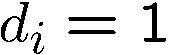 d_i = 1